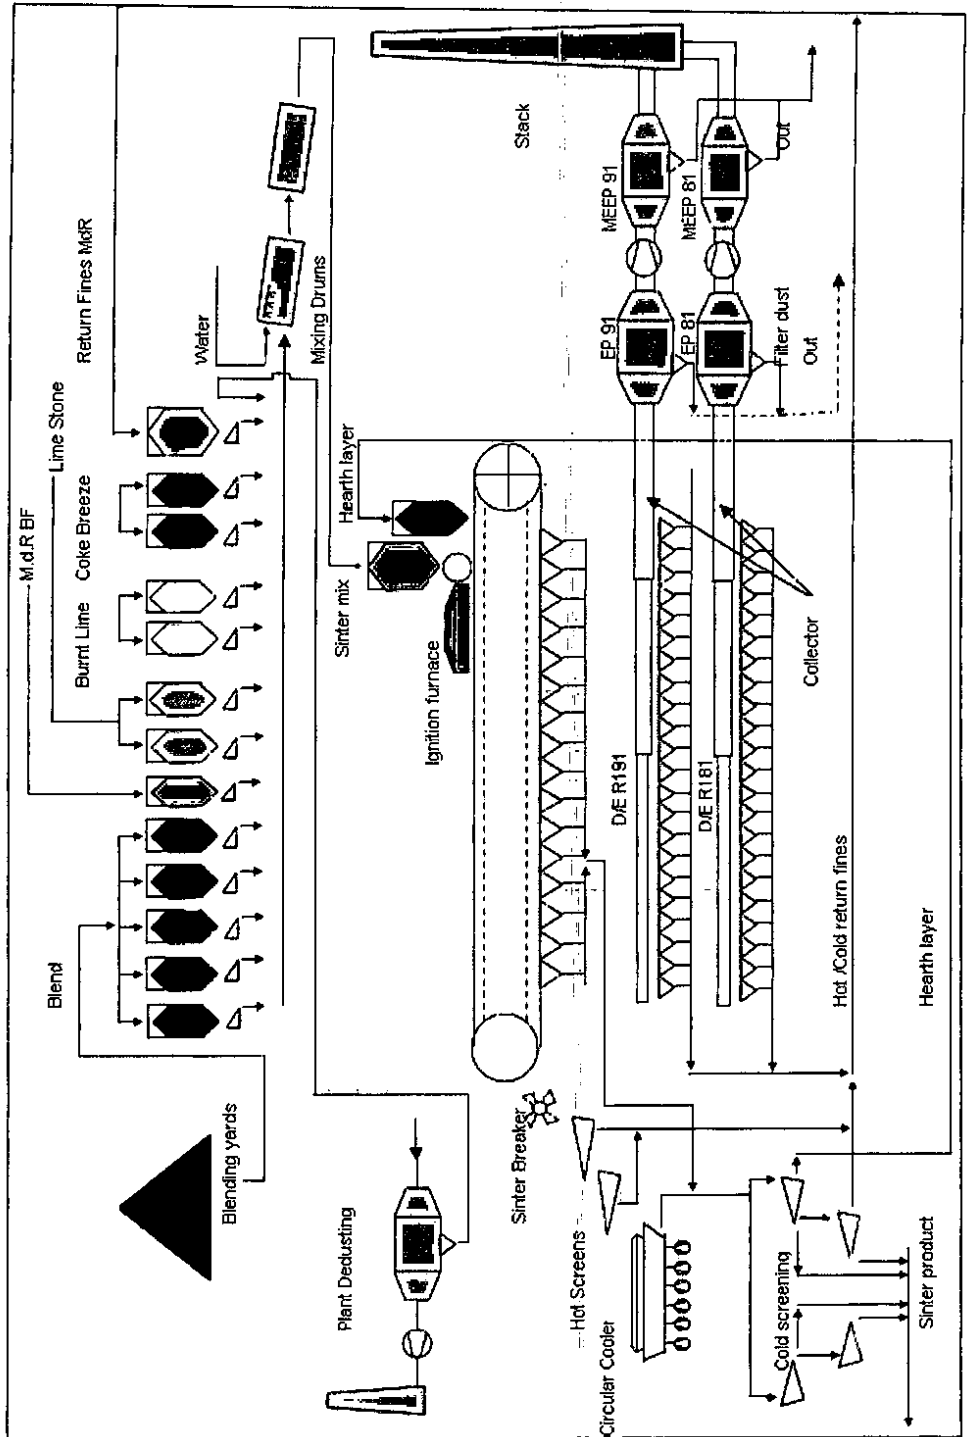 M.d.R BF
Lime Stone
Return Fines MdR
Blend
Burnt Lime
Coke Breeze
Water
Blending yards
Mixing Drums
Plant Dedusting
Hearth layer
Sinter mix
Ignition furnace
Stack
Sinter Breaker
Hot Screens
Circular Cooler
MEEP 91
EP 91
D/E R191
MEEP 81
EP 81
D/E R181
Out
Filter dust
Out
Collector
Cold screening
Hot /Cold return fines
Sinter product
Hearth layer